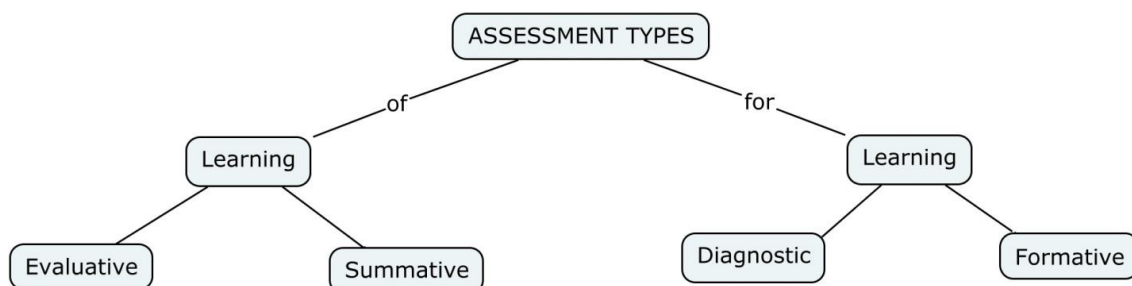 ASSESSMENT TYPES
of
for
Learning
Learning
Evaluative
Summative
Diagnostic
Formative